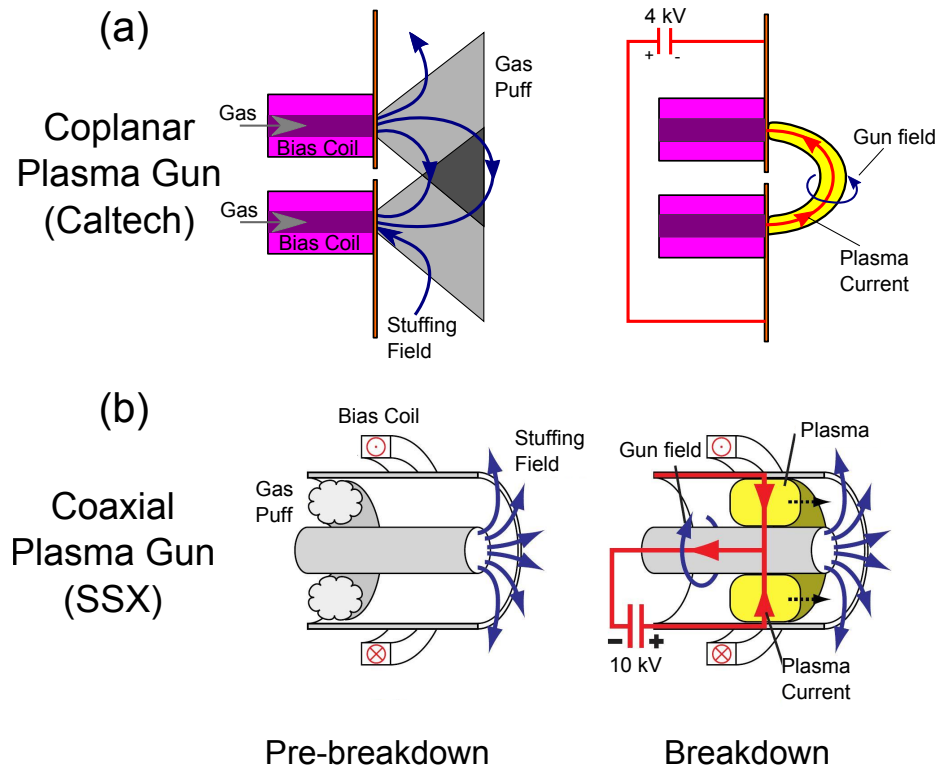 (a)
Coplanar
Plasma Gun
(Caltech)
Gas
Bias Coil
Gas
Bias Coil
Gas
Puff
Stuffing
Field
4 kV
+ -
Gun field
Plasma
Current
(b)
Coaxial
Plasma Gun
(SSX)
Bias Coil
Gas
Puff
Stuffing
Field
Gun field
Plasma
- +
10 kV
Plasma
Current
Pre-breakdown
Breakdown